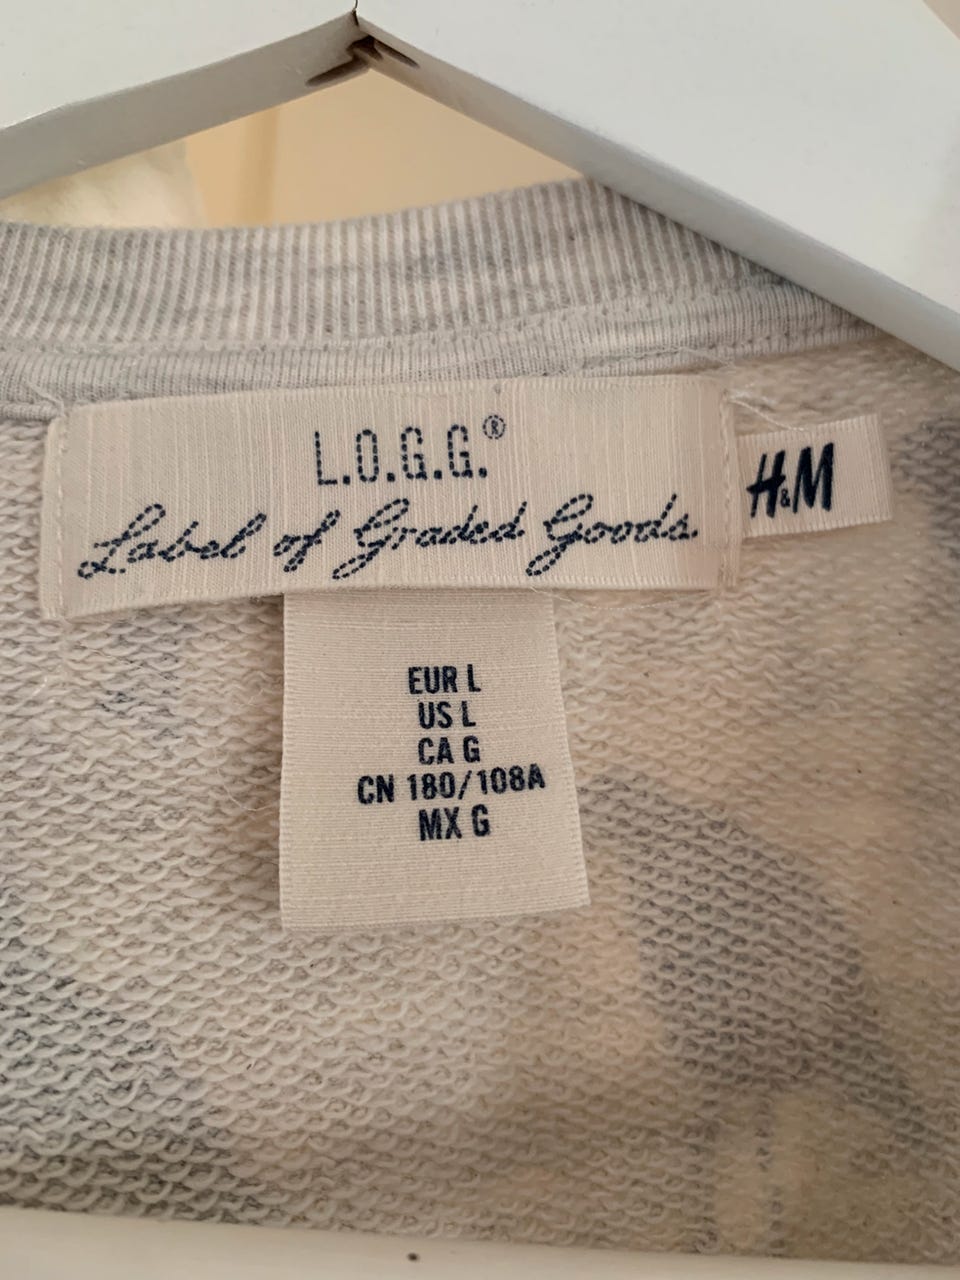 L.O.G.G.®
Label of Graded Goods.
H&M
EUR L
US L
CA G
CN 180/108A
MX G